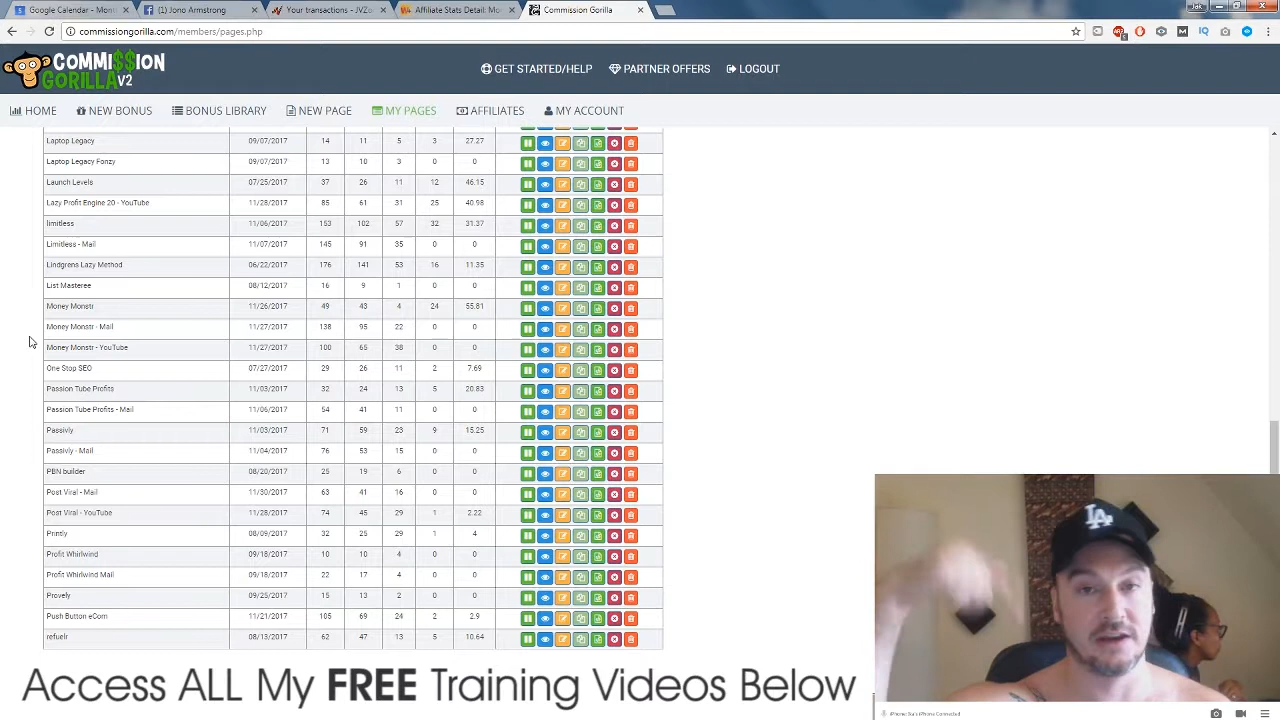 Google Calendar - Mont
(1) Jono Armstrong
Your transactions - JVZo
Affiliate Stats Detail: Mo
Commission Gorilla
Jak
commissiongorilla.com/members/pages.php
COMMI$$ION
GORILLA V2
GET STARTED/HELP
PARTNER OFFERS
LOGOUT
HOME
NEW BONUS
BONUS LIBRARY
NEW PAGE
MY PAGES
AFFILIATES
MY ACCOUNT
Laptop Legacy 09/07/2017 14 11 5 3 27.27
Laptop Legacy Fonzy 09/07/2017 13 10 3 0 0
Launch Levels 07/25/2017 26 11 12 46.15
Lazy Profit Engine 20 - YouTube 11/28/2017 85 61 31 25 40.98
limitless 11/06/2017 153 102 57 32 31.37
Limitless - Mail 11/07/2017 145 91 35 0 0
Lindgrens Lazy Method 06/22/2017 176 141 53 16 11.35
List Masteree 08/12/2017 16 1 0 0
Money Monstr 11/26/2017 49 43 4 24 55.81
Money Monstr - Mail 11/27/2017 138 95 22 0 0
Money Monstr - YouTube 11/27/2017 100 65 38 0 0
One Stop SEO 07/27/2017 26 11 2 7.69
Passion Tube Profits 11/03/2017 32 24 13 5 20.83
Passion Tube Profits - Mail 11/06/2017 54 41 11 0 0
Passivly 11/03/2017 71 59 23 9 15.25
Passivly - Mail 11/04/2017 76 53 15 0 0
PBN builder 08/20/2017 25 19 6 0 0
Post Viral - Mail 11/30/2017 41 16 0 0
Post Viral - YouTube 11/28/2017 74 45 29 1 2.22
Printly 08/09/2017 32 25 29 1 4
Profit Whirlwind 09/18/2017 10 10 4 0 0
Profit Whirlwind Mail 09/18/2017 22 4 0 0
Provely 09/25/2017 15 13 2 0 0
Push Button eCom 11/21/2017 105 24 2 2.9
refuelr 08/13/2017 62 47 13 5 10.64
Access ALL My FREE Training Videos Below
LA